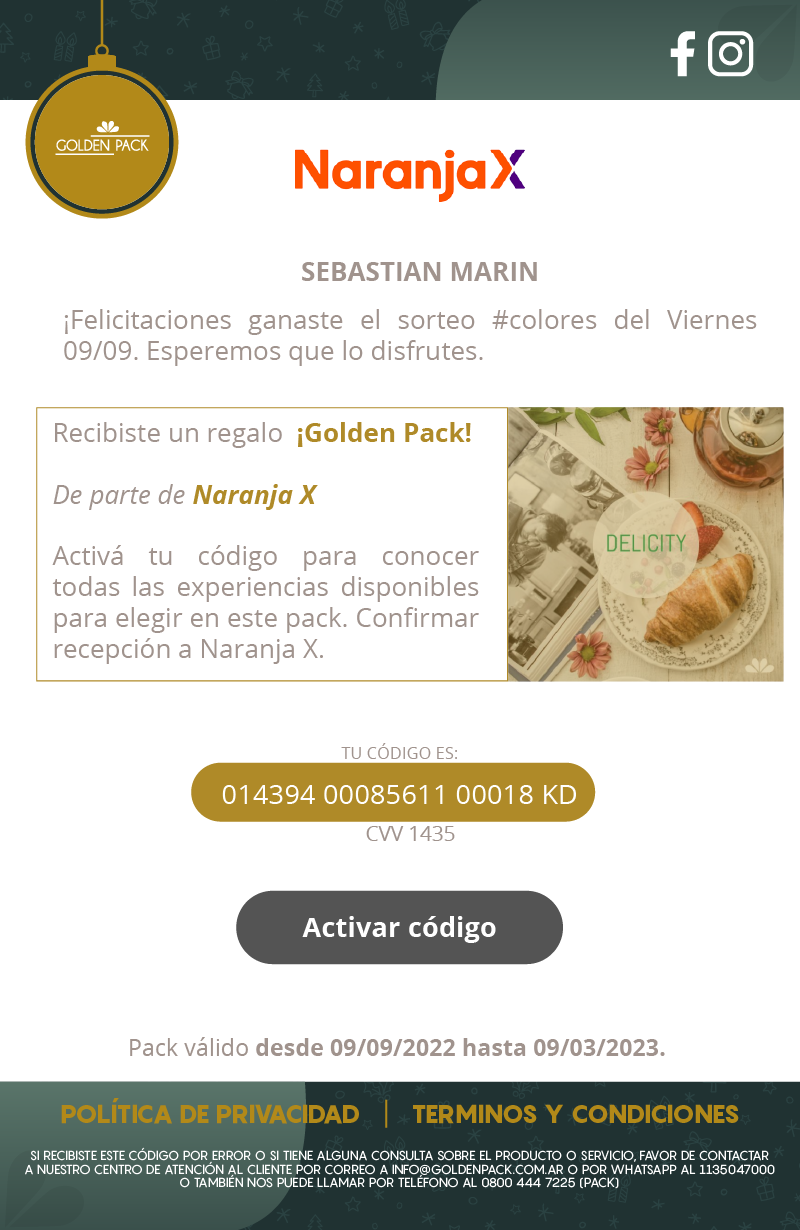 GOLDEN PACK
NaranjaX
SEBASTIAN MARIN
¡Felicitaciones ganaste el sorteo #colores del Viernes
09/09. Esperemos que lo disfrutes.
Recibiste un regalo ¡Golden Pack!
De parte de Naranja X
Activá tu código para conocer
todas las experiencias disponibles
para elegir en este pack. Confirmar
recepción a Naranja X.
DELICITY
TU CÓDIGO ES:
014394 00085611 00018 KD
CVV 1435
Activar código
Pack válido desde 09/09/2022 hasta 09/03/2023.
POLÍTICA DE PRIVACIDAD | TERMINOS Y CONDICIONES
SI RECIBISTE ESTE CÓDIGO POR ERROR O SI TIENE ALGUNA CONSULTA SOBRE EL PRODUCTO O SERVICIO, FAVOR DE CONTACTAR
A NUESTRO CENTRO DE ATENCIÓN AL CLIENTE POR CORREO A INFO@GOLDENPACK.COM.AR O POR WHATSAPP AL 1135047000
O TAMBIÉN NOS PUEDE LLAMAR POR TELÉFONO AL 0800 444 7225 (PACK)